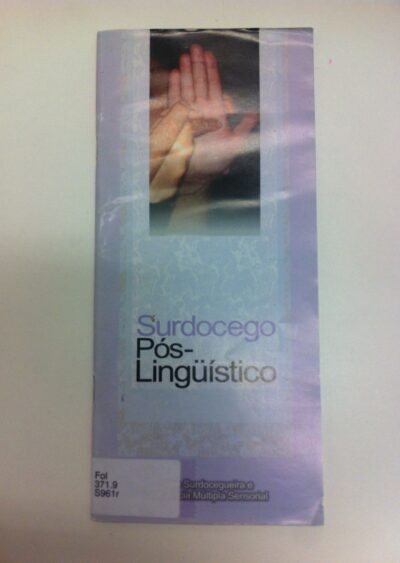 Surdocego
Pós-
Lingüístico
Fol
371.9
S961r
Surdocegueira e
Múltipla Sensorial